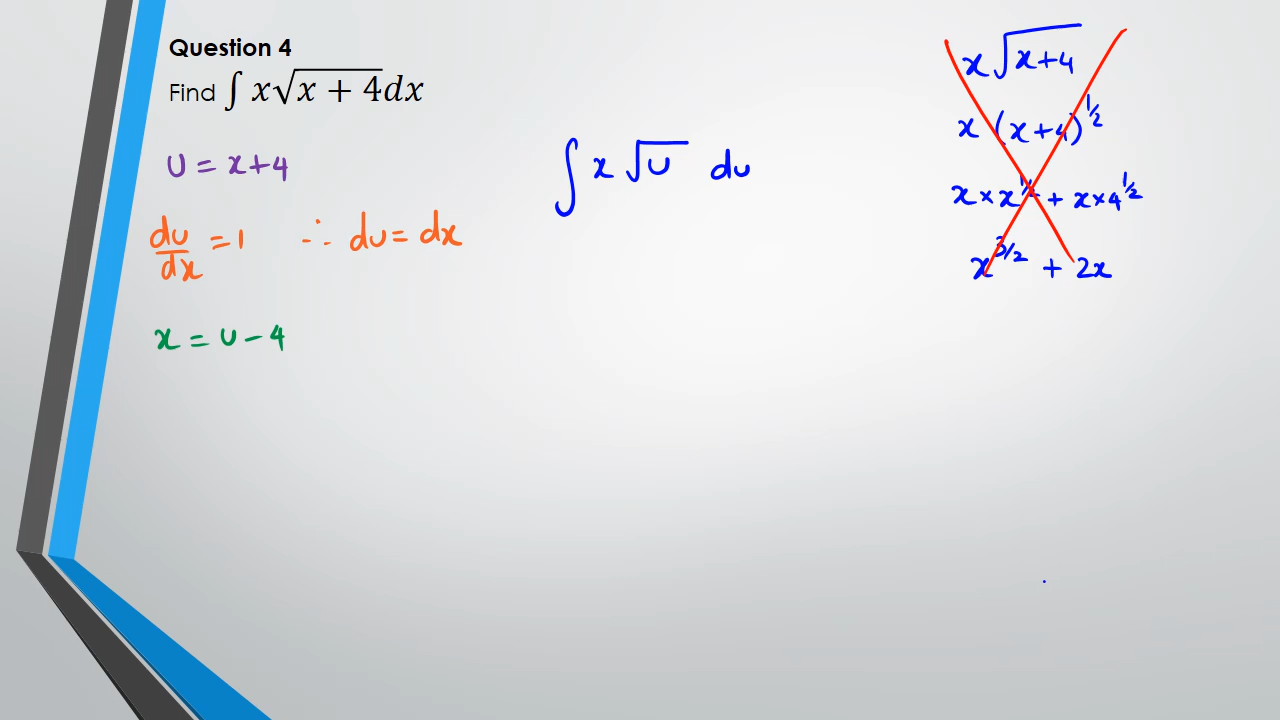 Question 4
Find ∫ x√(x + 4)dx
U = x+4
du/dx = 1 ∴ du = dx
x = U − 4
∫ x √U du
x √(x+4)
x (x+4)^1/2
x × x^1/2 + x × 4^1/2
x^3/2 + 2x